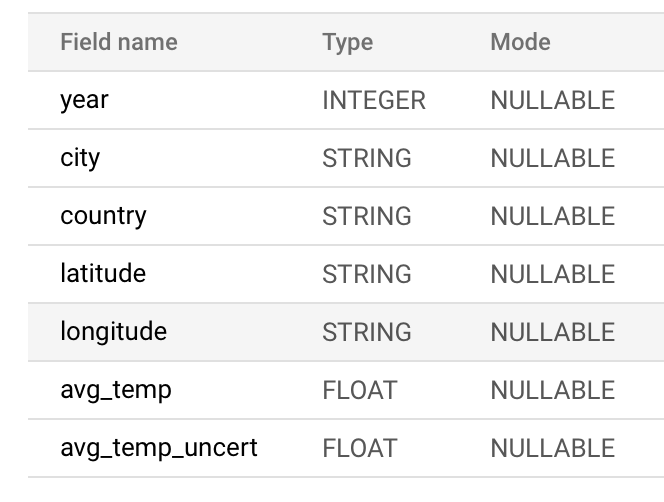 Field name Type Mode
year INTEGER NULLABLE
city STRING NULLABLE
country STRING NULLABLE
latitude STRING NULLABLE
longitude STRING NULLABLE
avg_temp FLOAT NULLABLE
avg_temp_uncert FLOAT NULLABLE